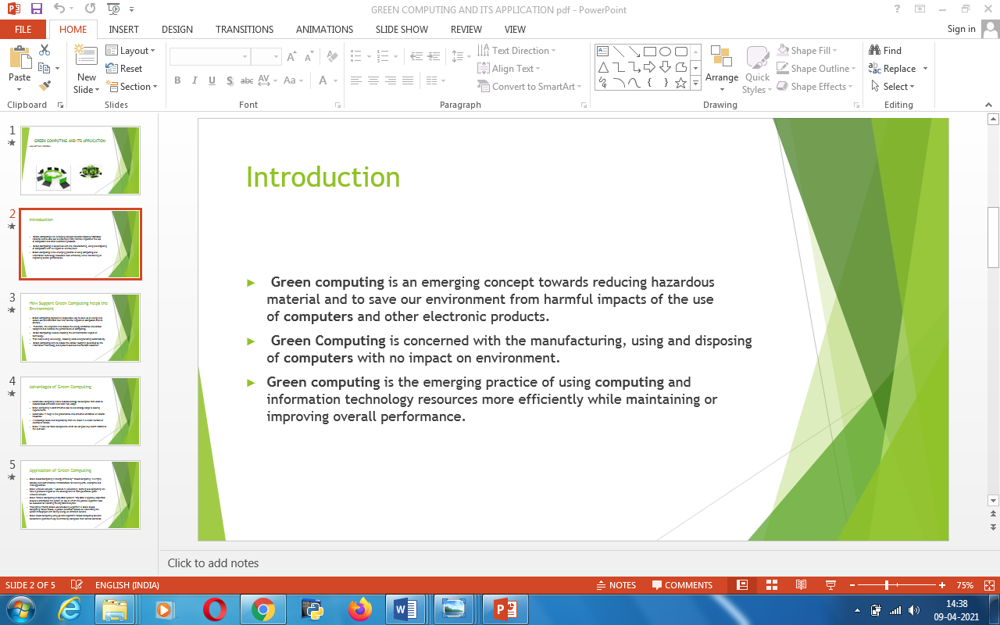 GREEN COMPUTING AND ITS APPLICATION pdf - PowerPoint
FILE HOME INSERT DESIGN TRANSITIONS ANIMATIONS SLIDE SHOW REVIEW VIEW Sign in
Paste
Clipboard
New Slide
Layout
Reset
Section
Slides
B I U S abc AV Aa A
Font
Text Direction
Align Text
Convert to SmartArt
Paragraph
Arrange
Quick Styles
Shape Fill
Shape Outline
Shape Effects
Drawing
Find
Replace
Select
Editing
1
GREEN COMPUTING AND ITS APPLICATION
2
Introduction
3
How Support Green Computing helps the
Environment
4
Advantages of Green Computing
5
Application of Green Computing
Introduction
Green computing is an emerging concept towards reducing hazardous
material and to save our environment from harmful impacts of the use
of computers and other electronic products.
Green Computing is concerned with the manufacturing, using and disposing
of computers with no impact on environment.
Green computing is the emerging practice of using computing and
information technology resources more efficiently while maintaining or
improving overall performance.
Click to add notes
SLIDE 2 OF 5 ENGLISH (INDIA) NOTES COMMENTS 75%
14:38
09-04-2021